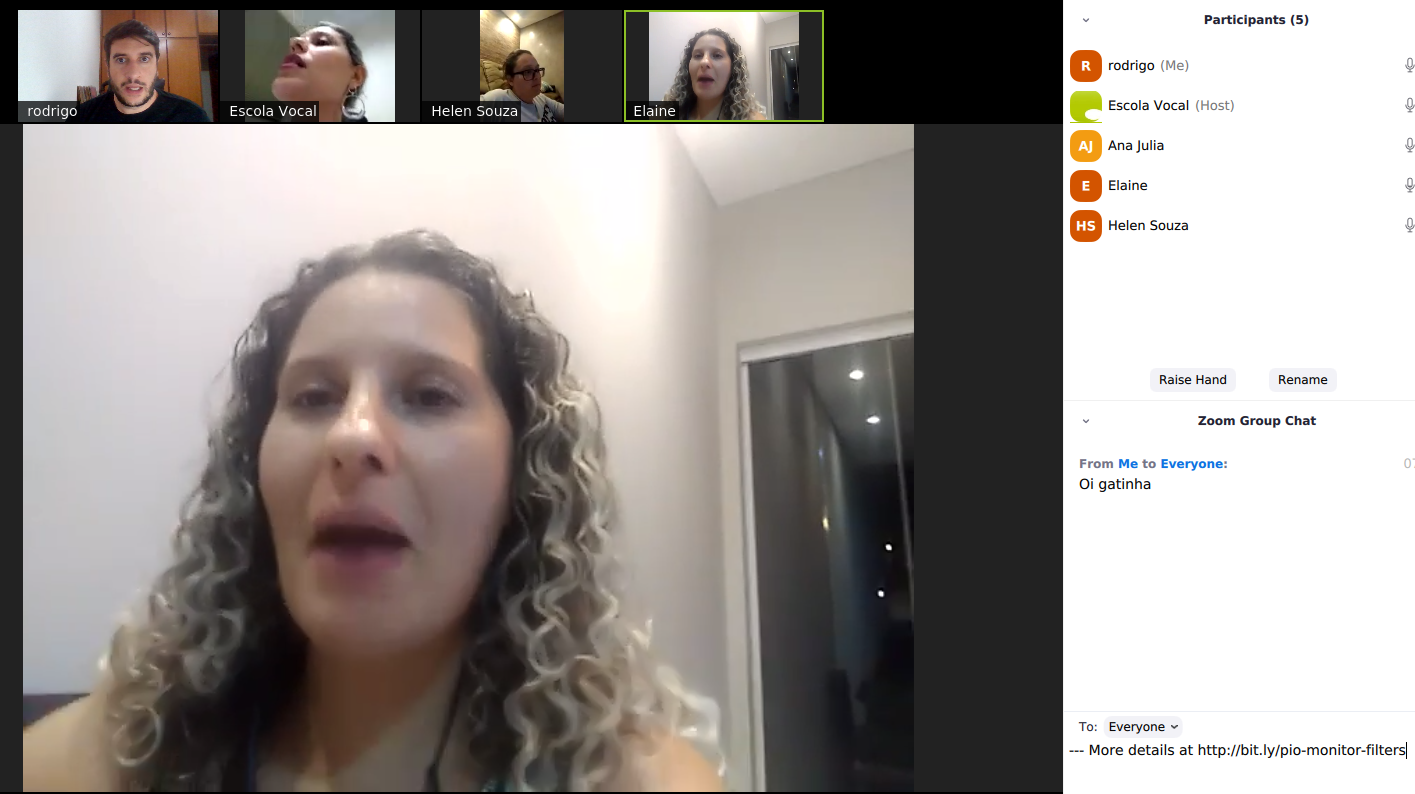 rodrigo
Escola Vocal
Helen Souza
Elaine
Participants (5)
R rodrigo (Me)
Escola Vocal (Host)
AJ Ana Julia
E Elaine
HS Helen Souza
Raise Hand Rename
Zoom Group Chat
From Me to Everyone: 07
Oi gatinha
To: Everyone
--- More details at http://bit.ly/pio-monitor-filters